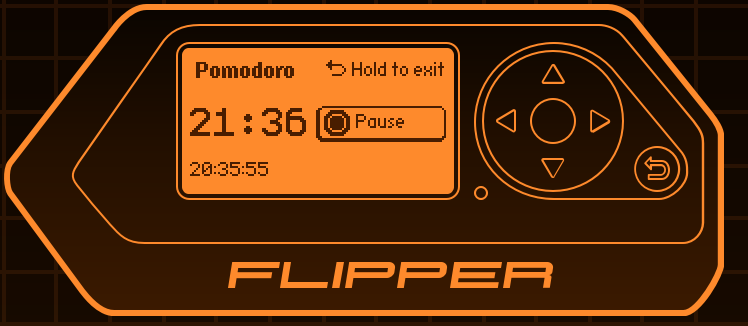 Pomodoro
Hold to exit
21:36
Pause
20:35:55
FLIPPER